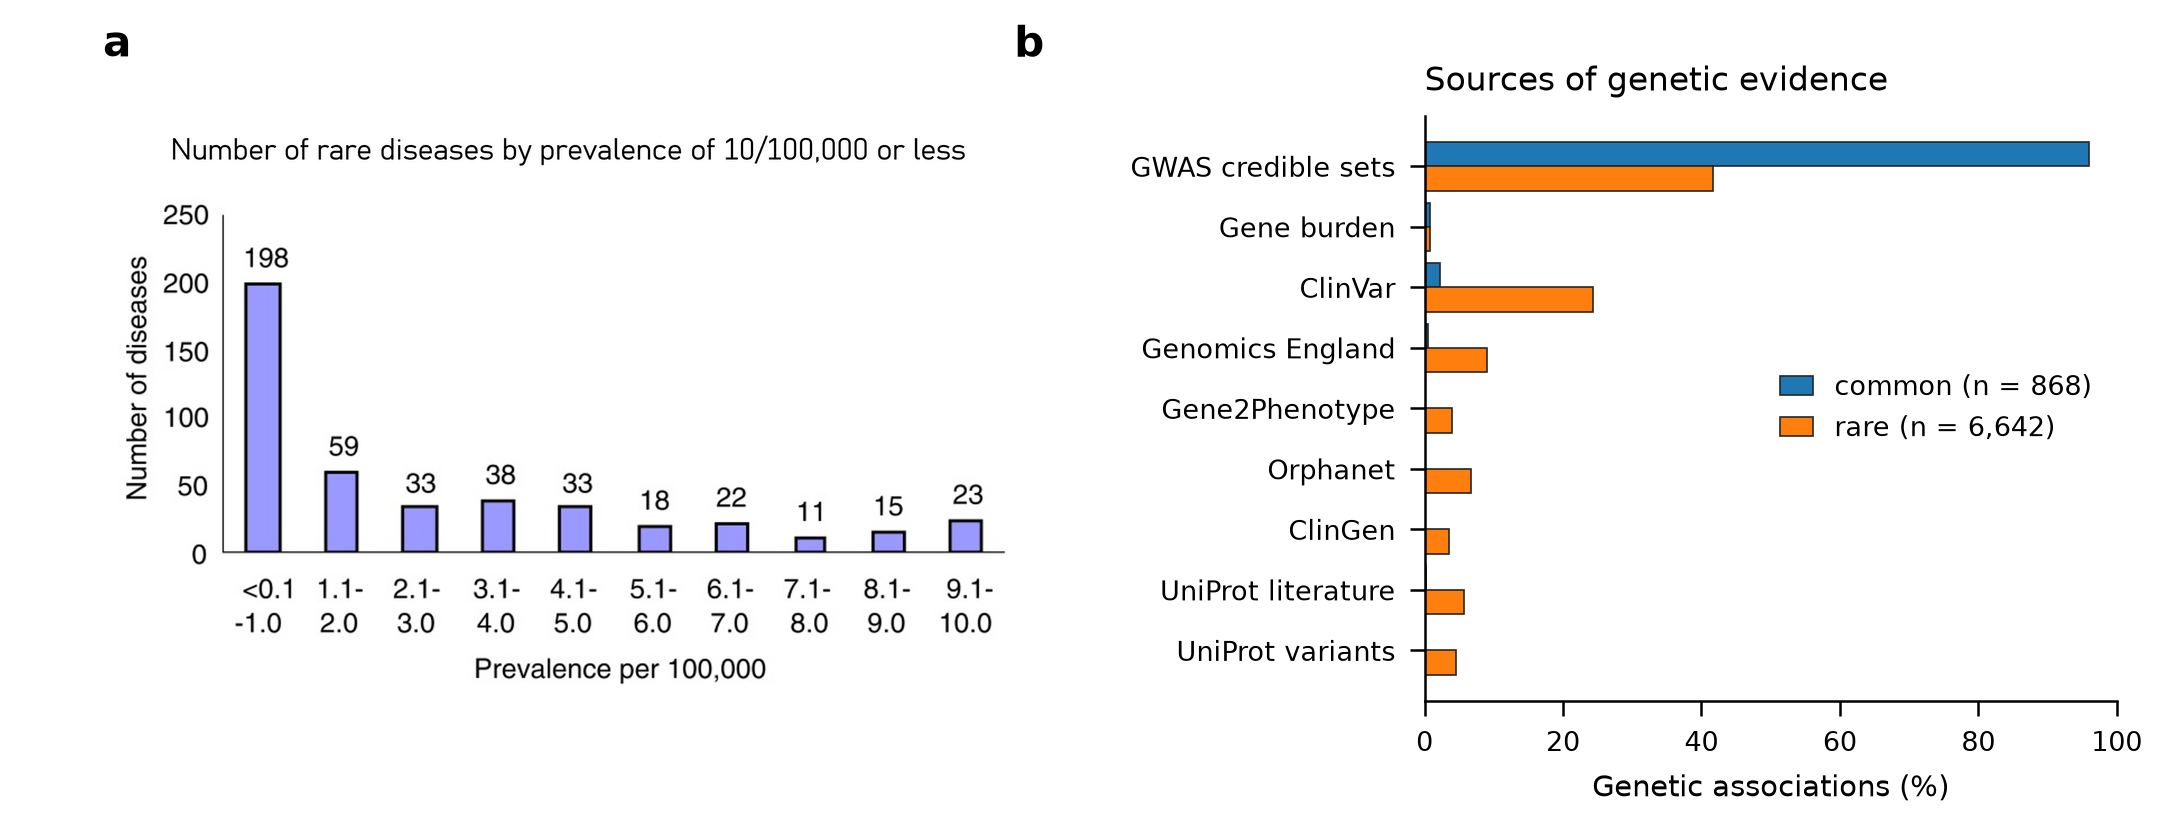 a
Number of rare diseases by prevalence of 10/100,000 or less
Number of diseases
250
200
150
100
50
0
198
59
33
38
33
18
22
11
15
23
<0.1
-1.0
1.1-
2.0
2.1-
3.0
3.1-
4.0
4.1-
5.0
5.1-
6.0
6.1-
7.0
7.1-
8.0
8.1-
9.0
9.1-
10.0
Prevalence per 100,000
b
Sources of genetic evidence
GWAS credible sets
Gene burden
ClinVar
Genomics England
Gene2Phenotype
Orphanet
ClinGen
UniProt literature
UniProt variants
common (n = 868)
rare (n = 6,642)
0 20 40 60 80 100
Genetic associations (%)